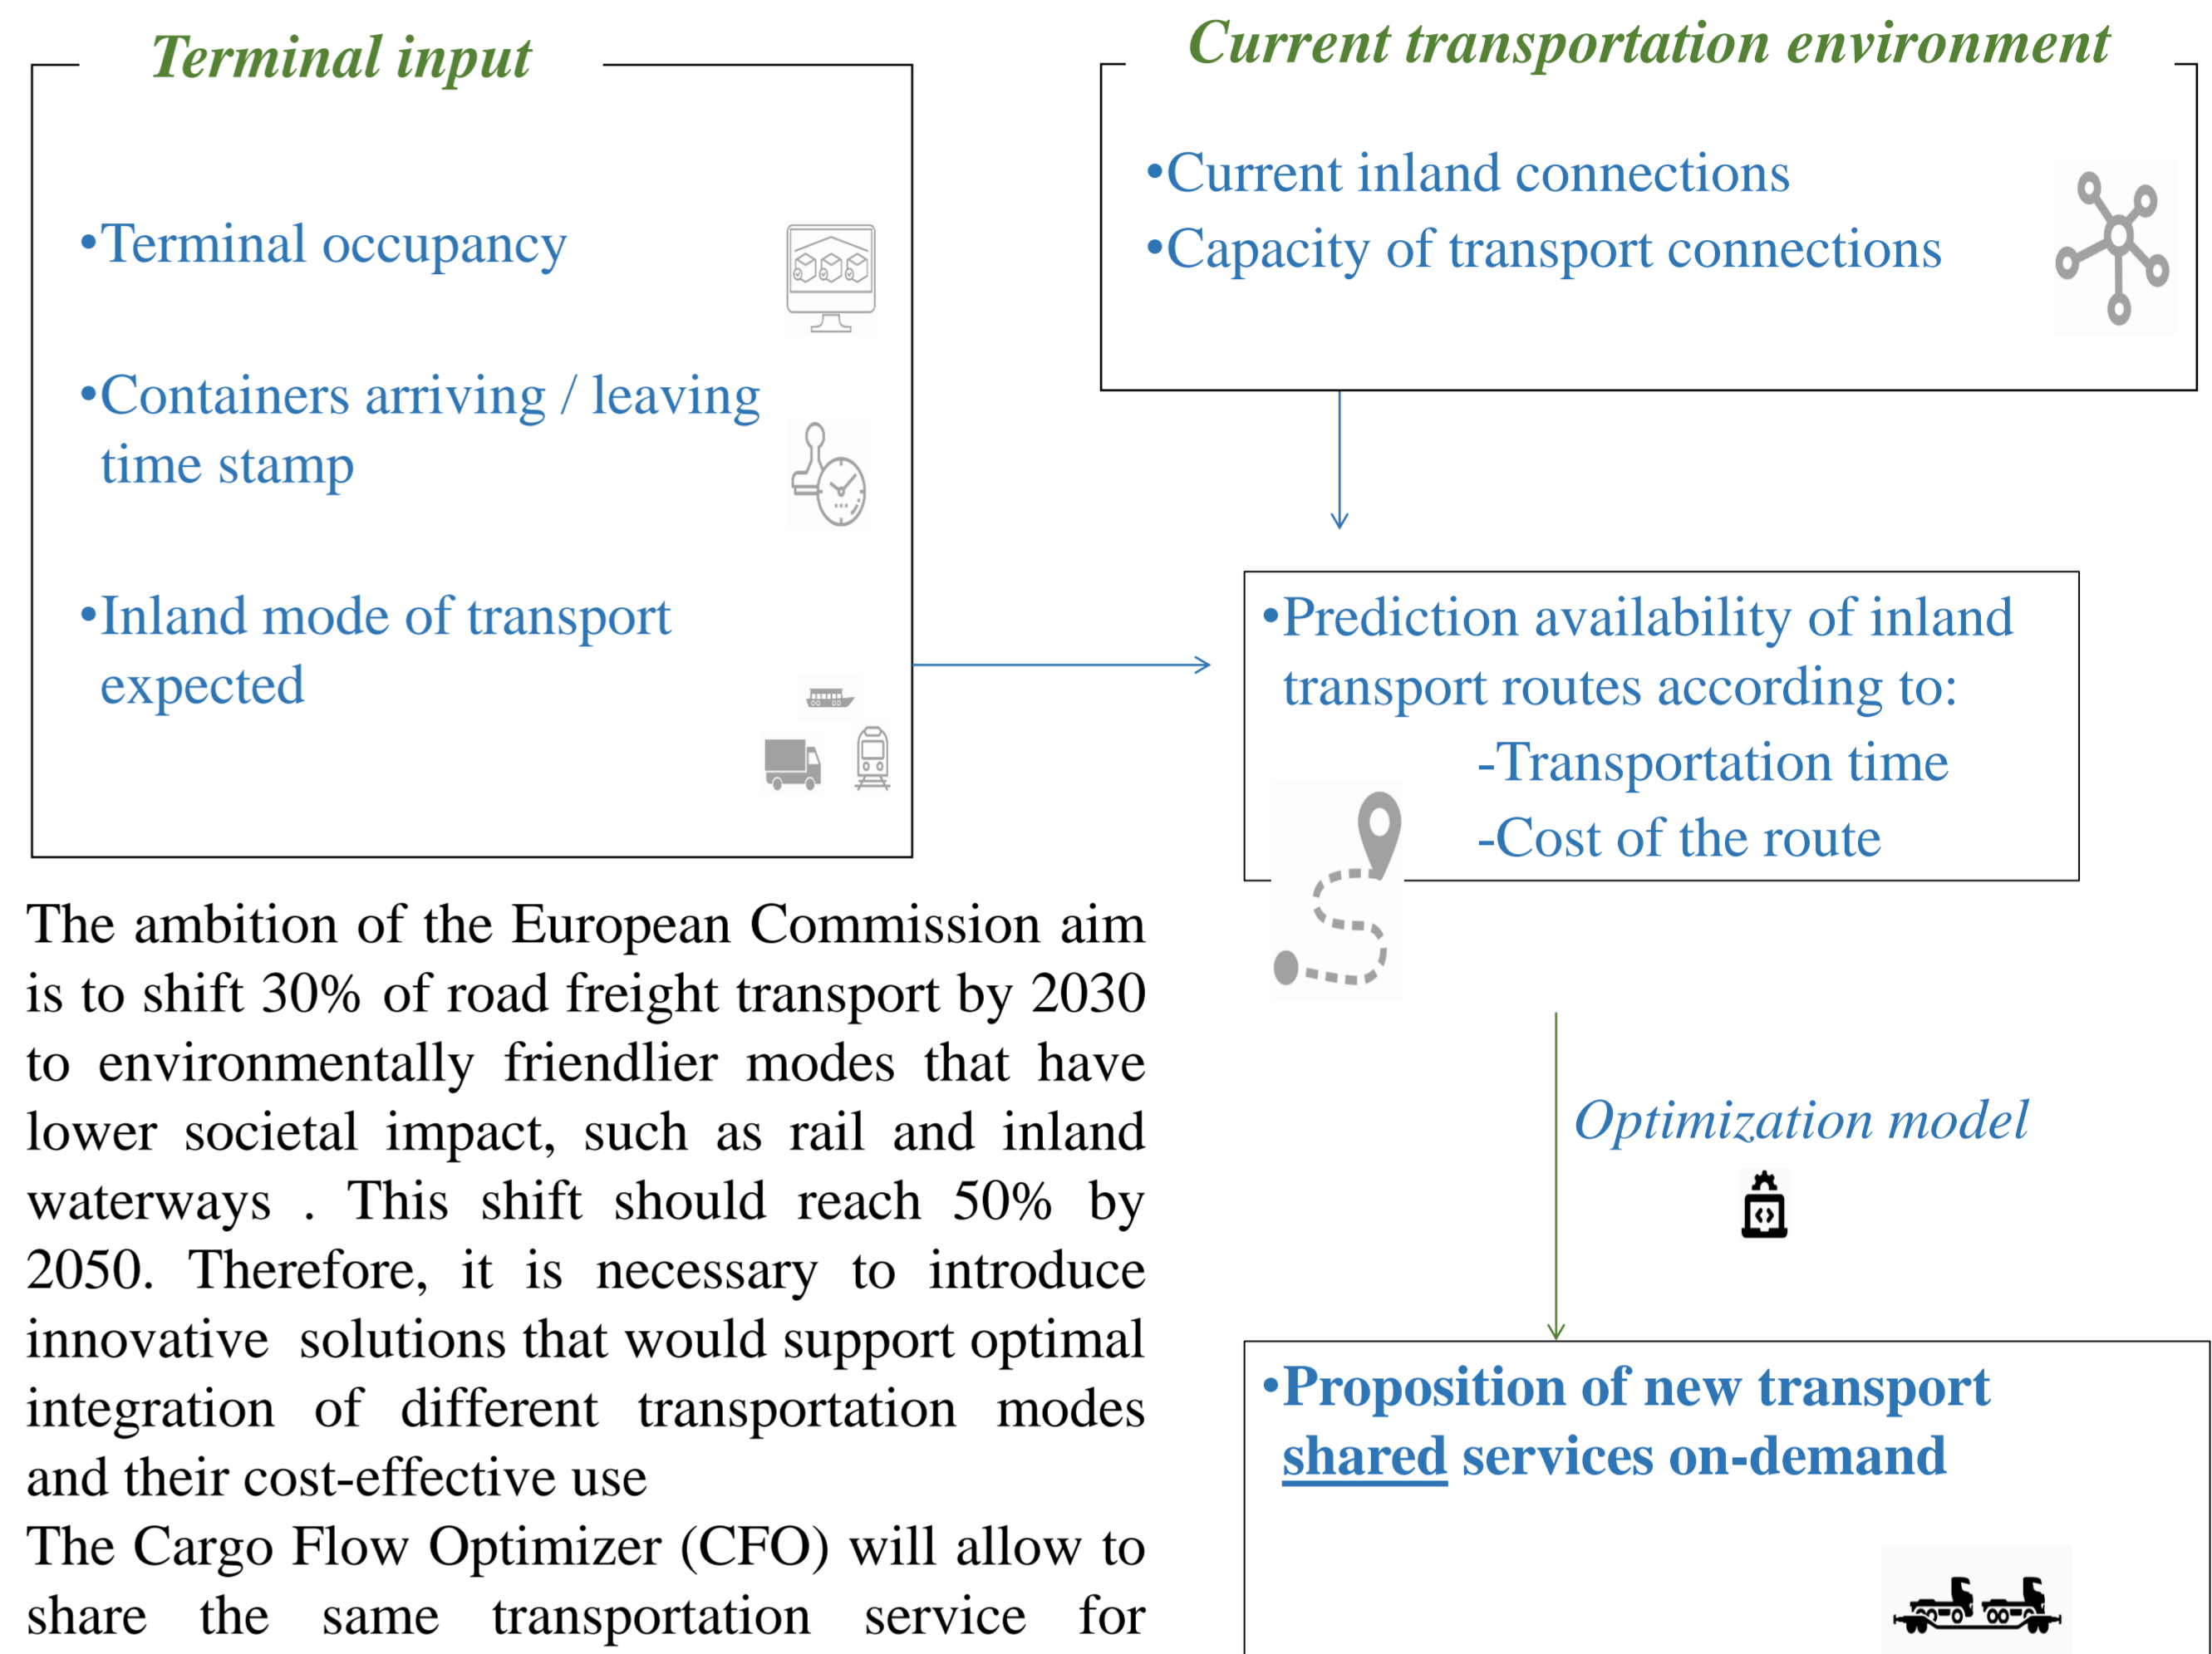 Terminal input
•Terminal occupancy
•Containers arriving / leaving
time stamp
•Inland mode of transport
expected
Current transportation environment
•Current inland connections
•Capacity of transport connections
•Prediction availability of inland
transport routes according to:
-Transportation time
-Cost of the route
Optimization model
•Proposition of new transport
shared services on-demand
The ambition of the European Commission aim
is to shift 30% of road freight transport by 2030
to environmentally friendlier modes that have
lower societal impact, such as rail and inland
waterways . This shift should reach 50% by
2050. Therefore, it is necessary to introduce
innovative solutions that would support optimal
integration of different transportation modes
and their cost-effective use
The Cargo Flow Optimizer (CFO) will allow to
share the same transportation service for